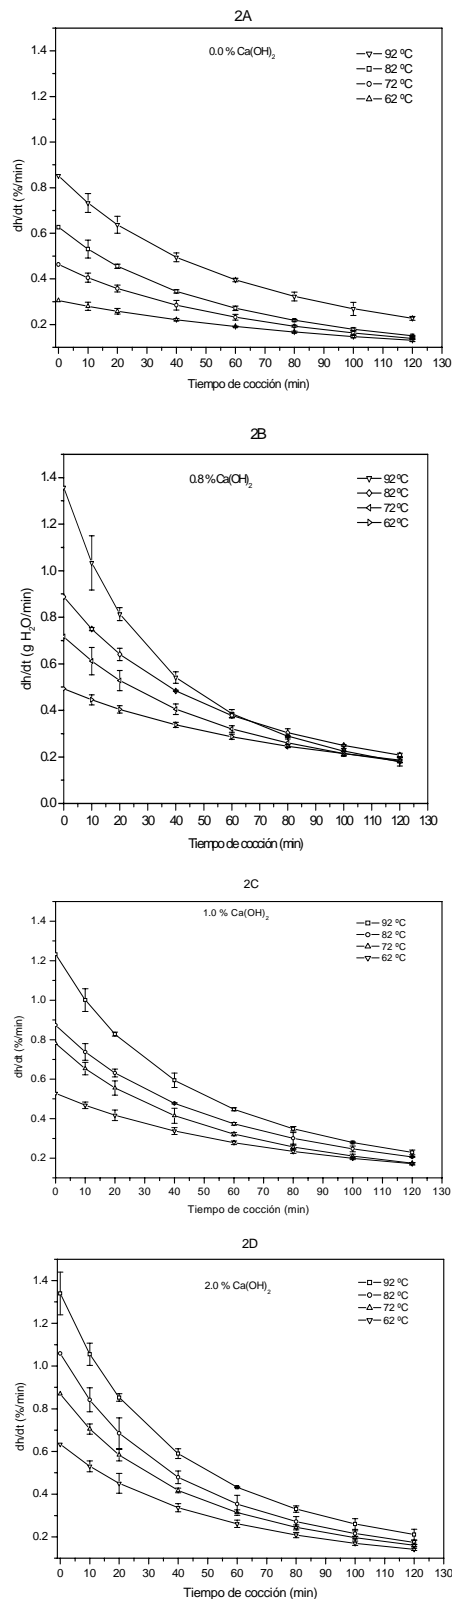 2A
0.0 % Ca(OH)2
92 ºC
82 ºC
72 ºC
62 ºC
dh/dt (%/min)
1.4
1.2
1.0
0.8
0.6
0.4
0.2
0 10 20 30 40 50 60 70 80 90 100 110 120 130
Tiempo de cocción (min)
2B
0.8 % Ca(OH)2
92ºC
82ºC
72ºC
62ºC
dh/dt (g H2O/min)
1.4
1.2
1.0
0.8
0.6
0.4
0.2
0.0
0 10 20 30 40 50 60 70 80 90 100 110 120 130
Tiempo de cocción (min)
2C
1.0 % Ca(OH)2
92 ºC
82 ºC
72 ºC
62 ºC
dh/dt (%/min)
1.4
1.2
1.0
0.8
0.6
0.4
0.2
0 10 20 30 40 50 60 70 80 90 100 110 120 130
Tiempo de cocción (min)
2D
2.0 % Ca(OH)2
92 ºC
82 ºC
72 ºC
62 ºC
dh/dt (%/min)
1.4
1.2
1.0
0.8
0.6
0.4
0.2
0 10 20 30 40 50 60 70 80 90 100 110 120 130
Tiempo de cocción (min)